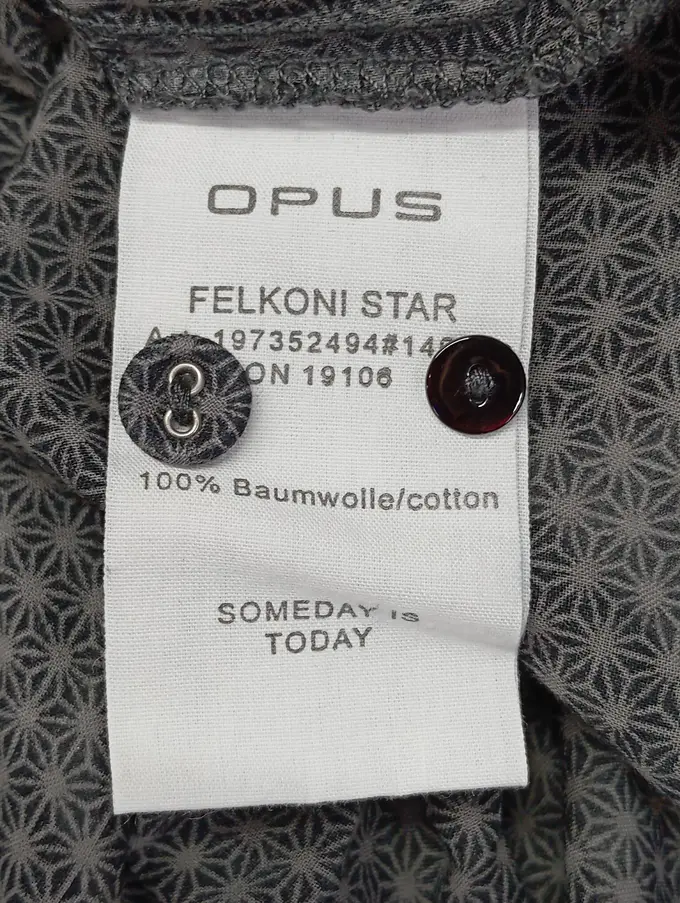 OPUS
FELKONI STAR
197352494#14
ON 19106
100% Baumwolle/cotton
SOMEDAY IS
TODAY